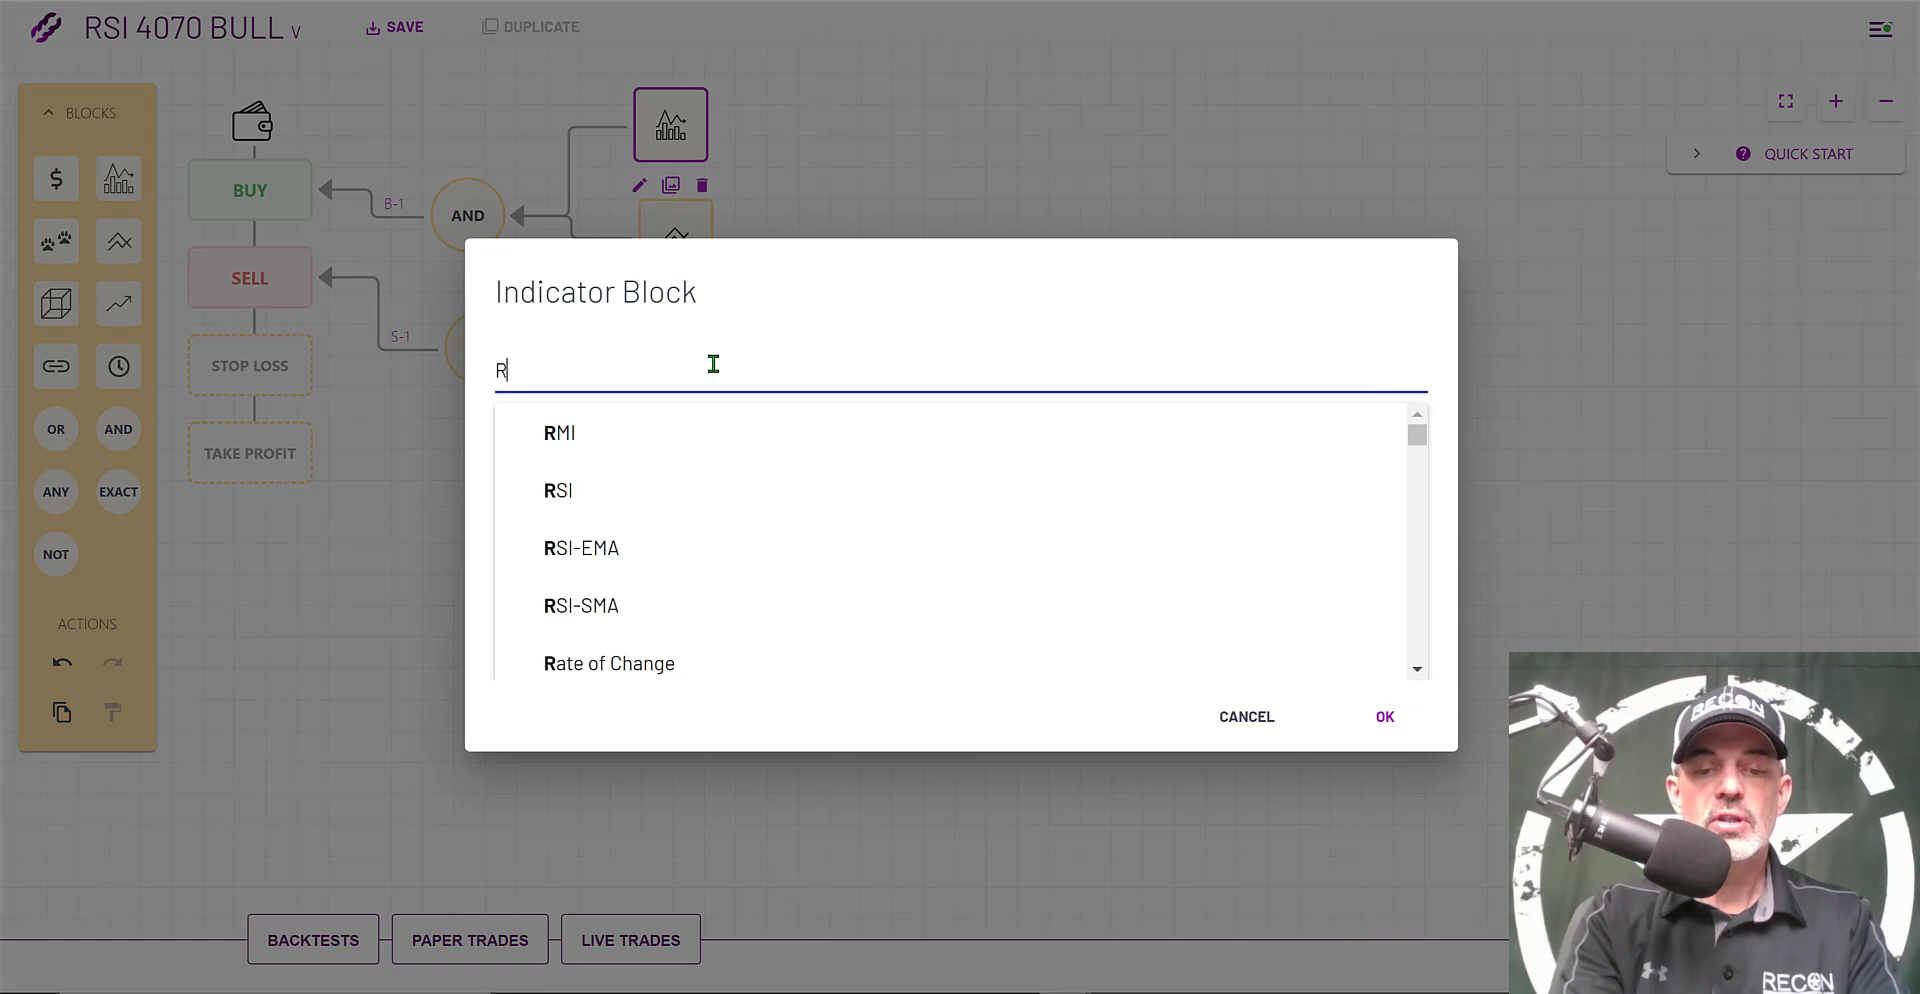 RSI 4070 BULL v
SAVE
DUPLICATE
BLOCKS
$
BUY
B-1
AND
SELL
S-1
STOP LOSS
TAKE PROFIT
OR
AND
ANY
EXACT
NOT
ACTIONS
QUICK START
Indicator Block
R
RMI
RSI
RSI-EMA
RSI-SMA
Rate of Change
CANCEL
OK
BACKTESTS
PAPER TRADES
LIVE TRADES
RECON
RECON